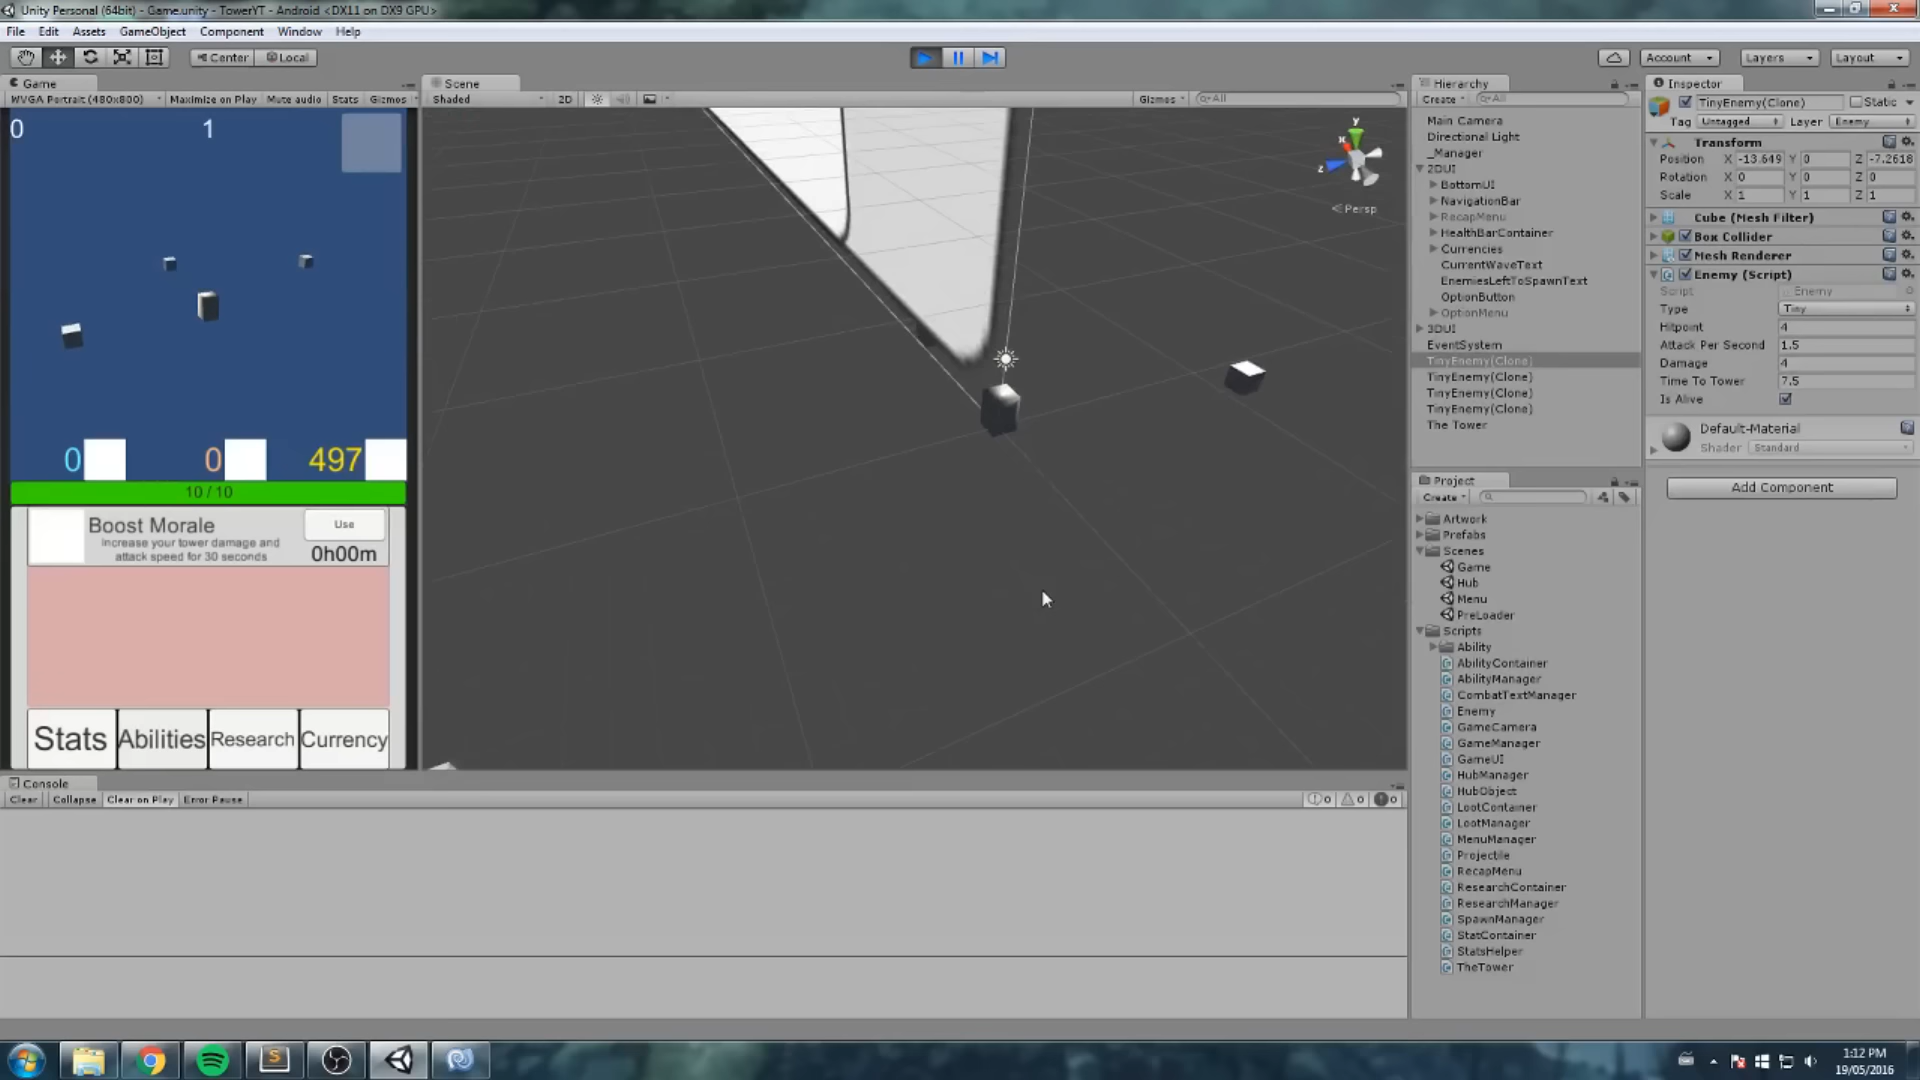 Unity Personal (64bit) - Game.unity - TowerYT - Android <DX11 on DX9 GPU>
File Edit Assets GameObject Component Window Help
Center Local Account Layers Layout
Game
WVGA Portrait (480x800) Maximize on Play Mute audio Stats Gizmos
0 1
0 0 497
10 / 10
Boost Morale
Increase your tower damage and
attack speed for 30 seconds
Use
0h00m
Stats Abilities Research Currency
Scene
Shaded 2D Gizmos All
y
x
z
Persp
Hierarchy
Create All
Main Camera
Directional Light
_Manager
2DUI
BottomUI
NavigationBar
RecapMenu
HealthBarContainer
Currencies
CurrentWaveText
EnemiesLeftToSpawnText
OptionButton
OptionMenu
3DUI
EventSystem
TinyEnemy(Clone)
TinyEnemy(Clone)
TinyEnemy(Clone)
TinyEnemy(Clone)
The Tower
Project
Create
Artwork
Prefabs
Scenes
Game
Hub
Menu
PreLoader
Scripts
Ability
AbilityContainer
AbilityManager
CombatTextManager
Enemy
GameCamera
GameManager
GameUI
HubManager
HubObject
LootContainer
LootManager
MenuManager
Projectile
RecapMenu
ResearchContainer
ResearchManager
SpawnManager
StatContainer
StatsHelper
TheTower
Inspector
TinyEnemy(Clone) Static
Tag Untagged Layer Enemy
Transform
Position X -13.649 Y 0 Z -7.2618
Rotation X 0 Y 0 Z 0
Scale X 1 Y 1 Z 1
Cube (Mesh Filter)
Box Collider
Mesh Renderer
Enemy (Script)
Script Enemy
Type Tiny
Hitpoint 4
Attack Per Second 1.5
Damage 4
Time To Tower 7.5
Is Alive
Default-Material
Shader Standard
Add Component
Console
Clear Collapse Clear on Play Error Pause 0 0 0
1:12 PM
19/05/2016